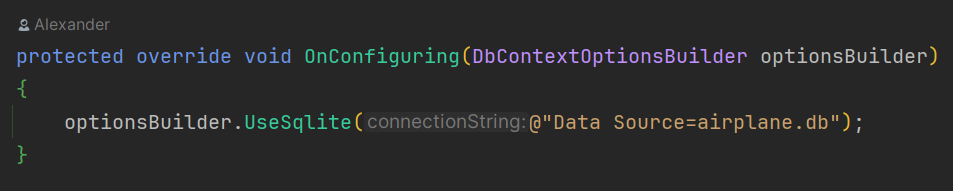 Alexander
protected override void OnConfiguring(DbContextOptionsBuilder optionsBuilder)
{
optionsBuilder.UseSqlite(connectionString:@"Data Source=airplane.db");
}